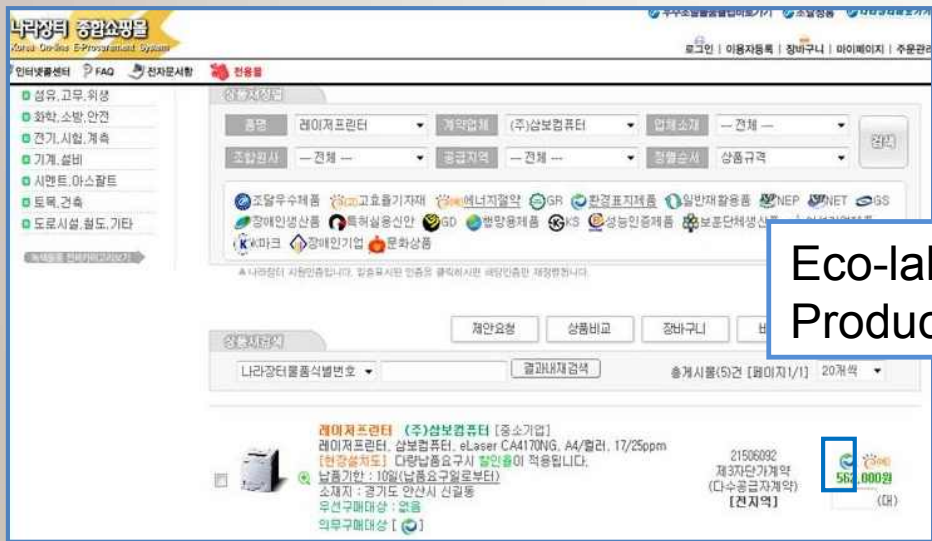 나라장터 종합쇼핑몰
Korea On-line E-Procurement System
로그인 | 이용자등록 | 장바구니 | 마이페이지 | 주문관리
인터넷콜센터 FAQ 전자문서함 전용몰
섬유,고무,위생
화학,소방,안전
전기,시험,계측
기계,설비
시멘트,아스팔트
토목,건축
도로시설,철도,기타
품명 레이저프린터 계약업체 (주)삼보컴퓨터 업체소재 --- 전체 ---
검색
조합원사 --- 전체 --- 공급지역 --- 전체 --- 정렬순서 상품규격
조달우수제품 고효율기자재 에너지절약 GR 환경표지제품 일반재활용품 NEP NET GS
장애인생산품 특허실용신안 GD 행망용제품 KS 성능인증제품 보훈단체생산
K마크 장애인기업 문화상품
Eco-lal
Produc
제안요청 상품비교 장바구니
상품재검색
나라장터물품식별번호 결과내재검색 총게시물(5)건 [페이지1/1] 20개씩
레이저프린터 (주)삼보컴퓨터 [중소기업]
레이저프린터, 삼보컴퓨터, eLaser CA4170NG, A4/컬러, 17/25ppm
[현장설치도] 다량납품요구시 할인율이 적용됩니다.
납품기한 : 10일(납품요구일로부터)
소재지 : 경기도 안산시 신길동
우선구매대상 : 없음
의무구매대상 [ ]
21506092
제3자단가계약
(다수공급자계약)
[전지역]
562,000원
(대)